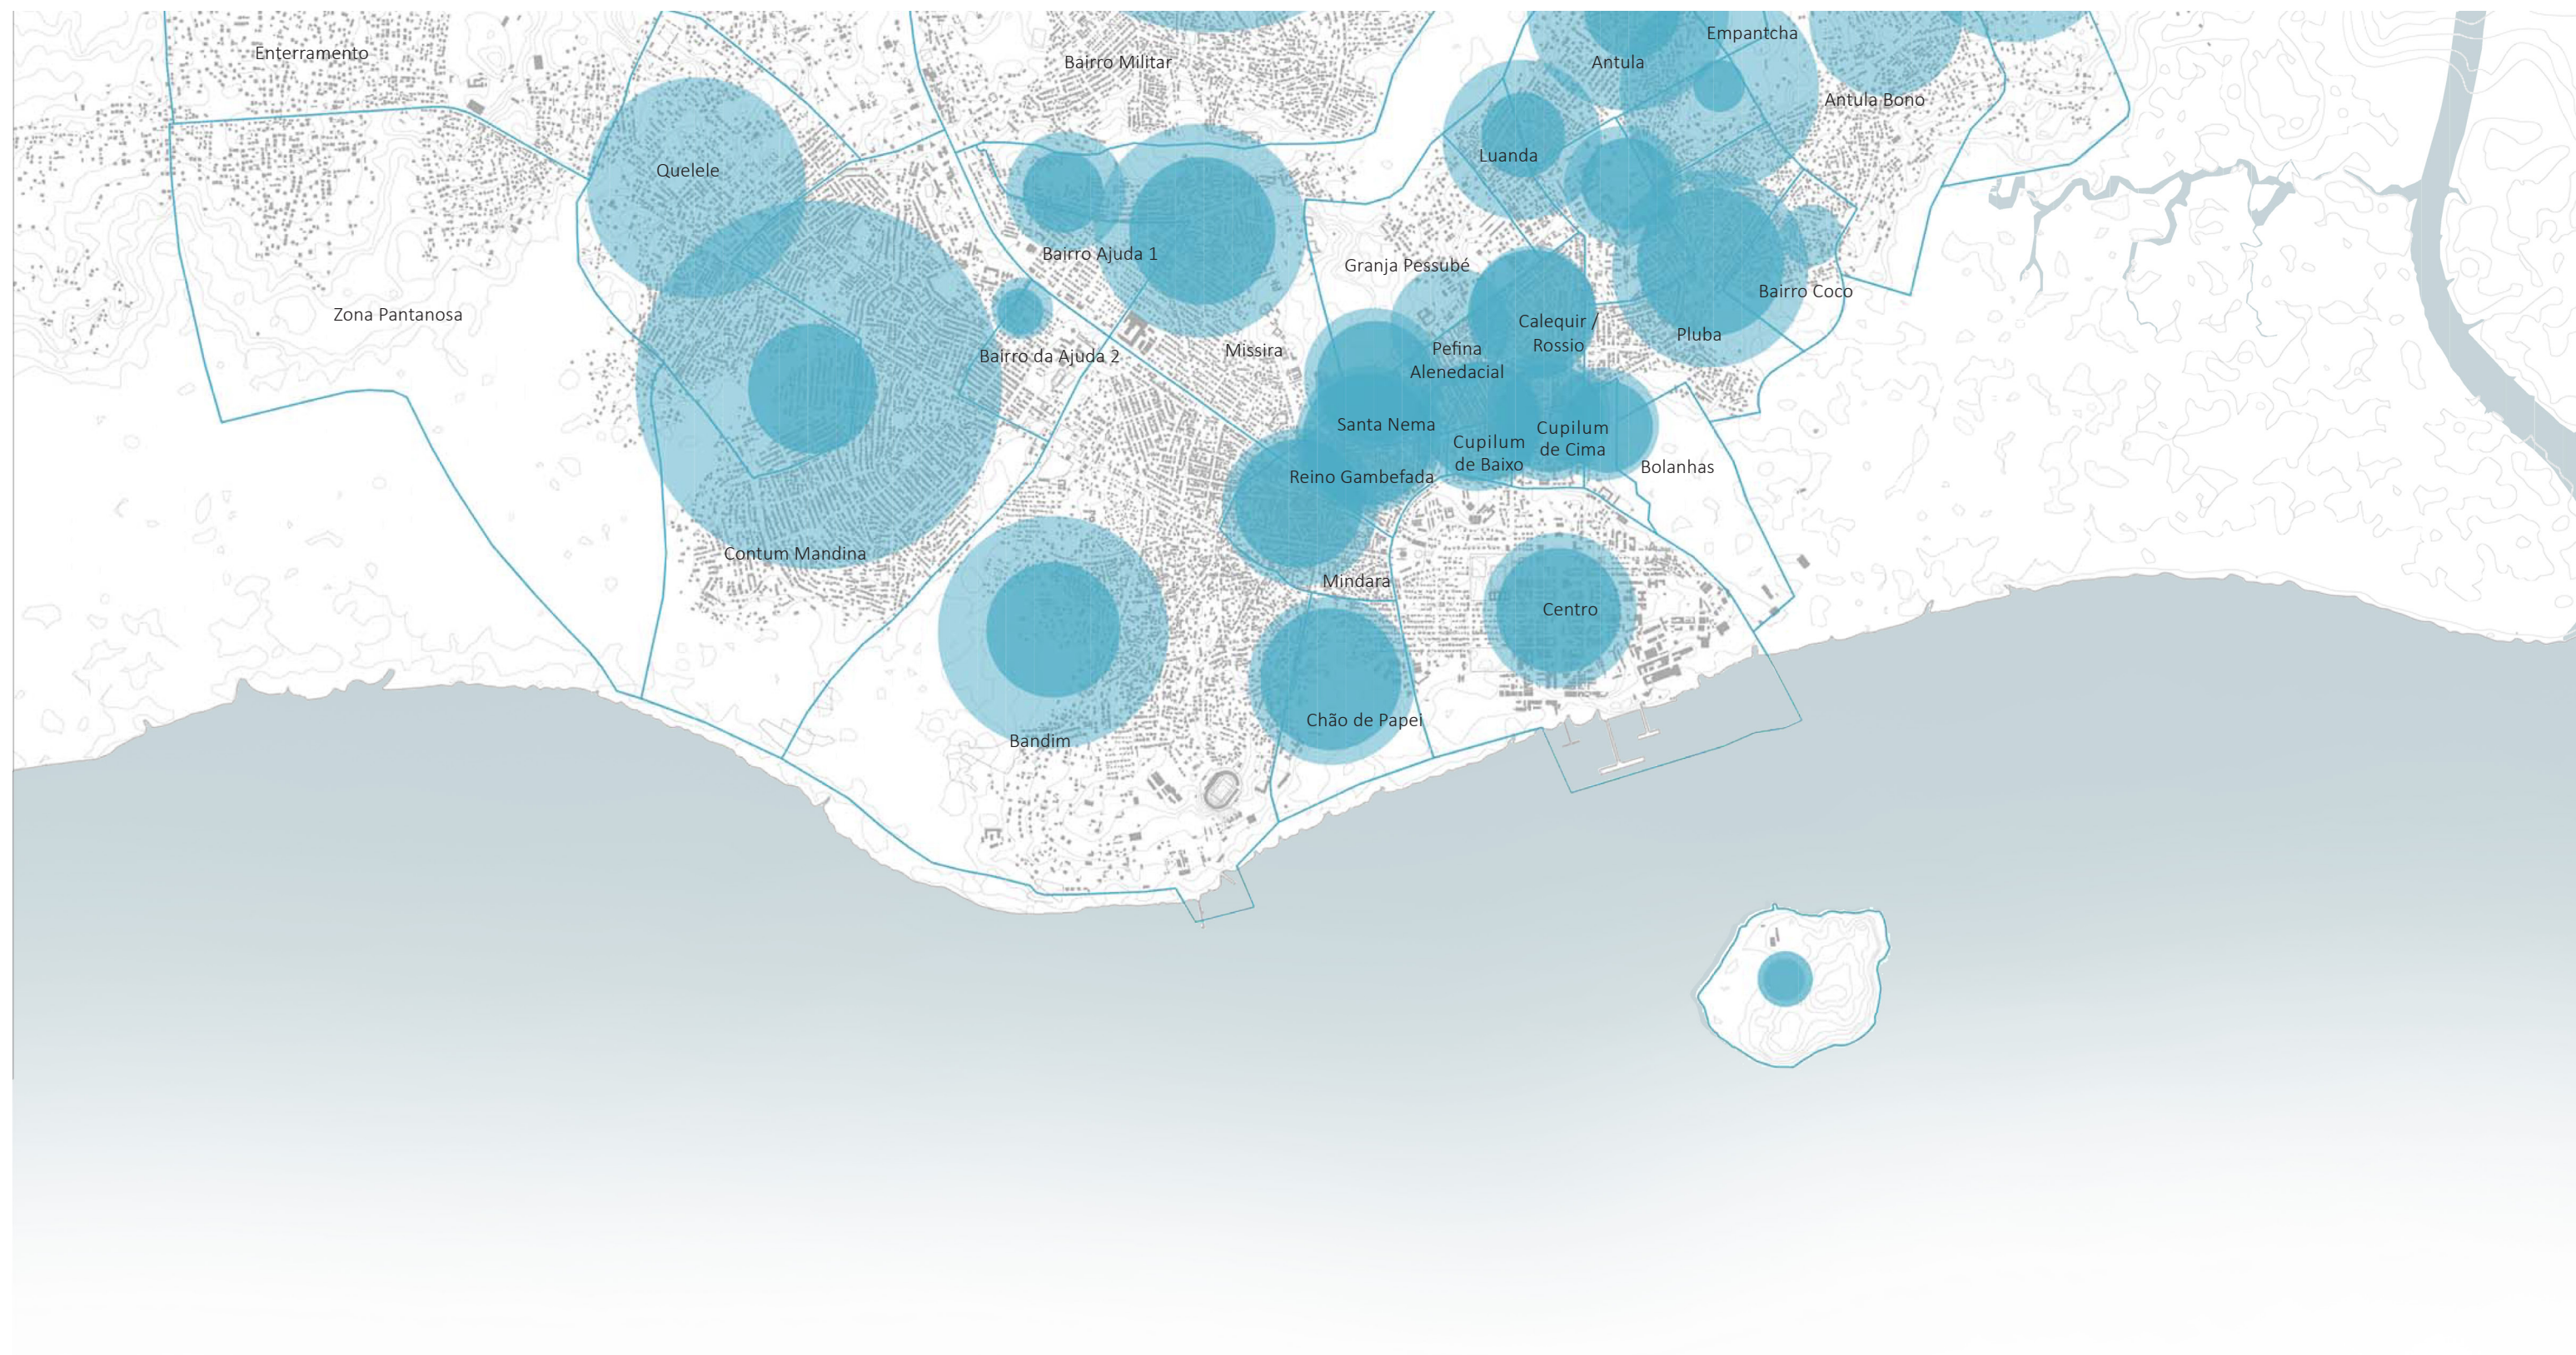 Empantcha
Enterramento
Bairro Militar
Antula
Antula Bono
Luanda
Quelele
Bairro Ajuda 1
Granja Pessubé
Bairro Coco
Zona Pantanosa
Calequir /
Rossio
Pluba
Bairro da Ajuda 2
Missira
Pefina
Alenedacial
Santa Nema
Cupilum
de Baixo
Cupilum
de Cima
Bolanhas
Reino Gambefada
Contum Mandina
Mindara
Centro
Chão de Papei
Bandim